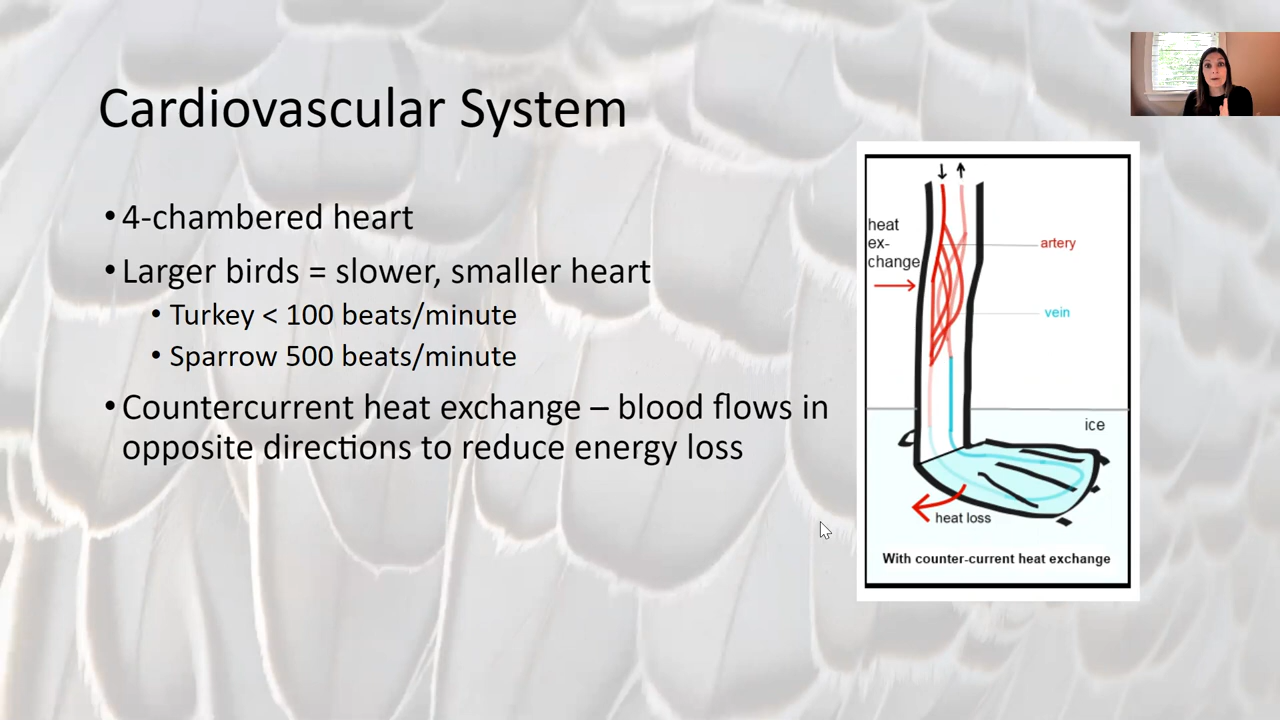 Cardiovascular System
•4-chambered heart
•Larger birds = slower, smaller heart
• Turkey < 100 beats/minute
• Sparrow 500 beats/minute
•Countercurrent heat exchange – blood flows in
opposite directions to reduce energy loss
heat
ex-
change
artery
vein
ice
heat loss
With counter-current heat exchange